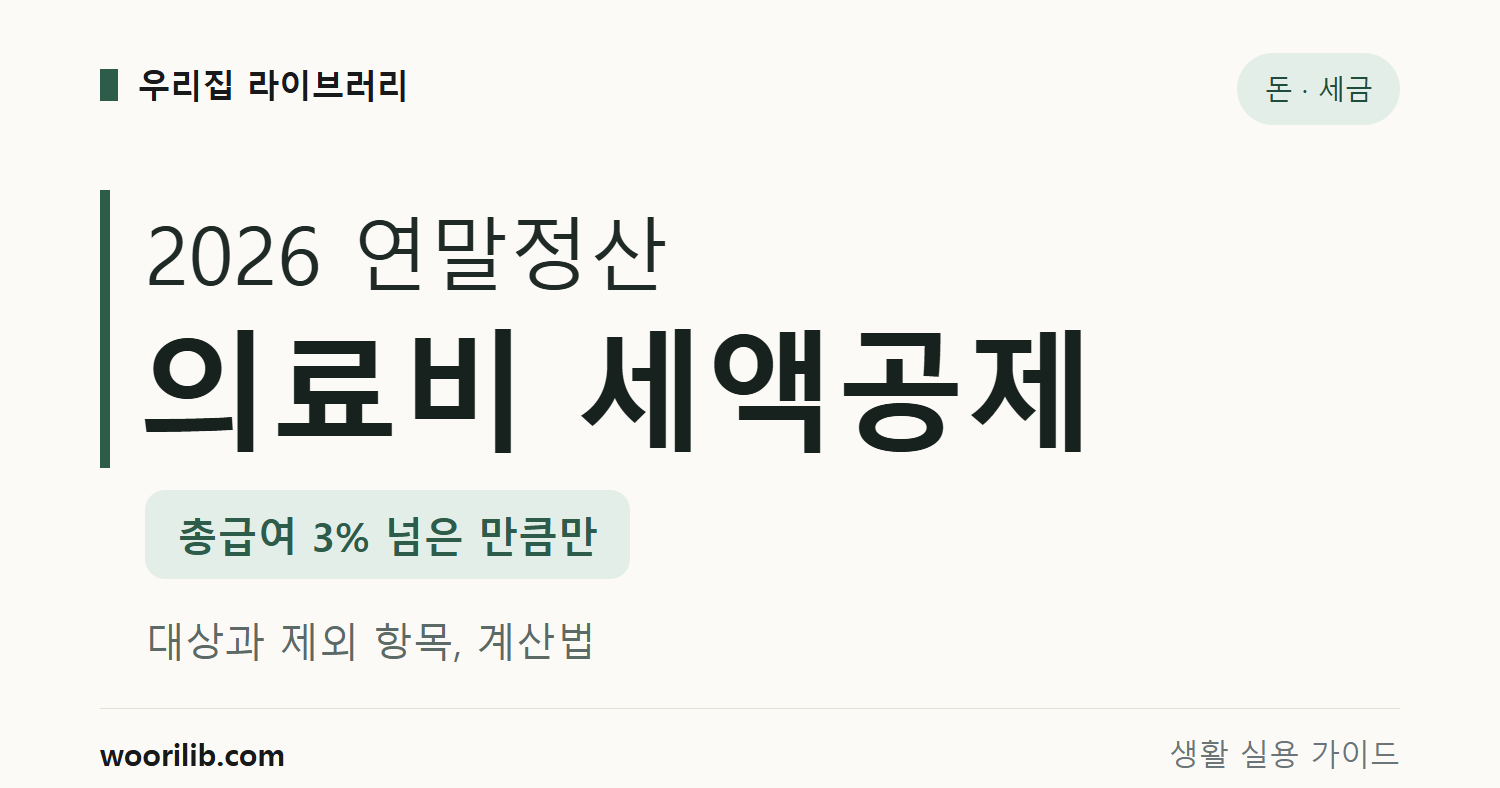 우리집 라이브러리
돈 · 세금
2026 연말정산
의료비 세액공제
총급여 3% 넘은 만큼만
대상과 제외 항목, 계산법
woorilib.com
생활 실용 가이드